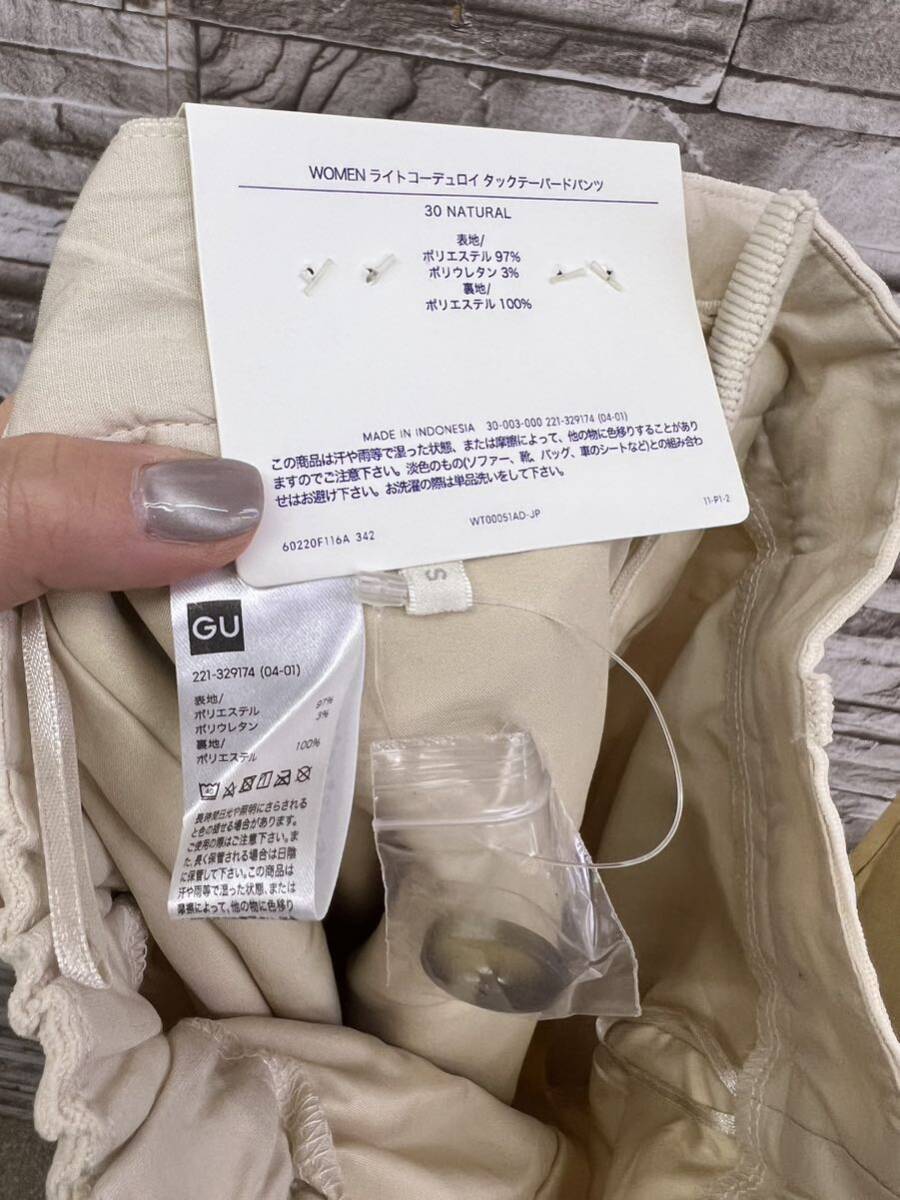 WOMEN ライトコーデュロイ タックテーパードパンツ
30 NATURAL
表地/
ポリエステル 97%
ポリウレタン 3%
裏地/
ポリエステル 100%
MADE IN INDONESIA 30-003-000 221-329174 (04-01)
この商品は汗や雨等で湿った状態、または摩擦によって、他の物に色移りすることがあり
ますのでご注意下さい。淡色のもの(ソファー、靴、バッグ、車のシートなど)との組み合わ
せはお避け下さい。お洗濯の際は単品洗いをして下さい。
60220F116A 342 WT00051AD-JP 11-P1-2
S
GU
221-329174 (04-01)
表地/
ポリエステル 97%
ポリウレタン 3%
裏地/
ポリエステル 100%
長時間日光や照明にさらされる
と色の褪せる場合があります。
ご使用の際はご注意下さい。ま
た、長く保管される場合は日陰
に保管して下さい。この商品は
汗や雨等で湿った状態、または
摩擦によって、他の物に色移り